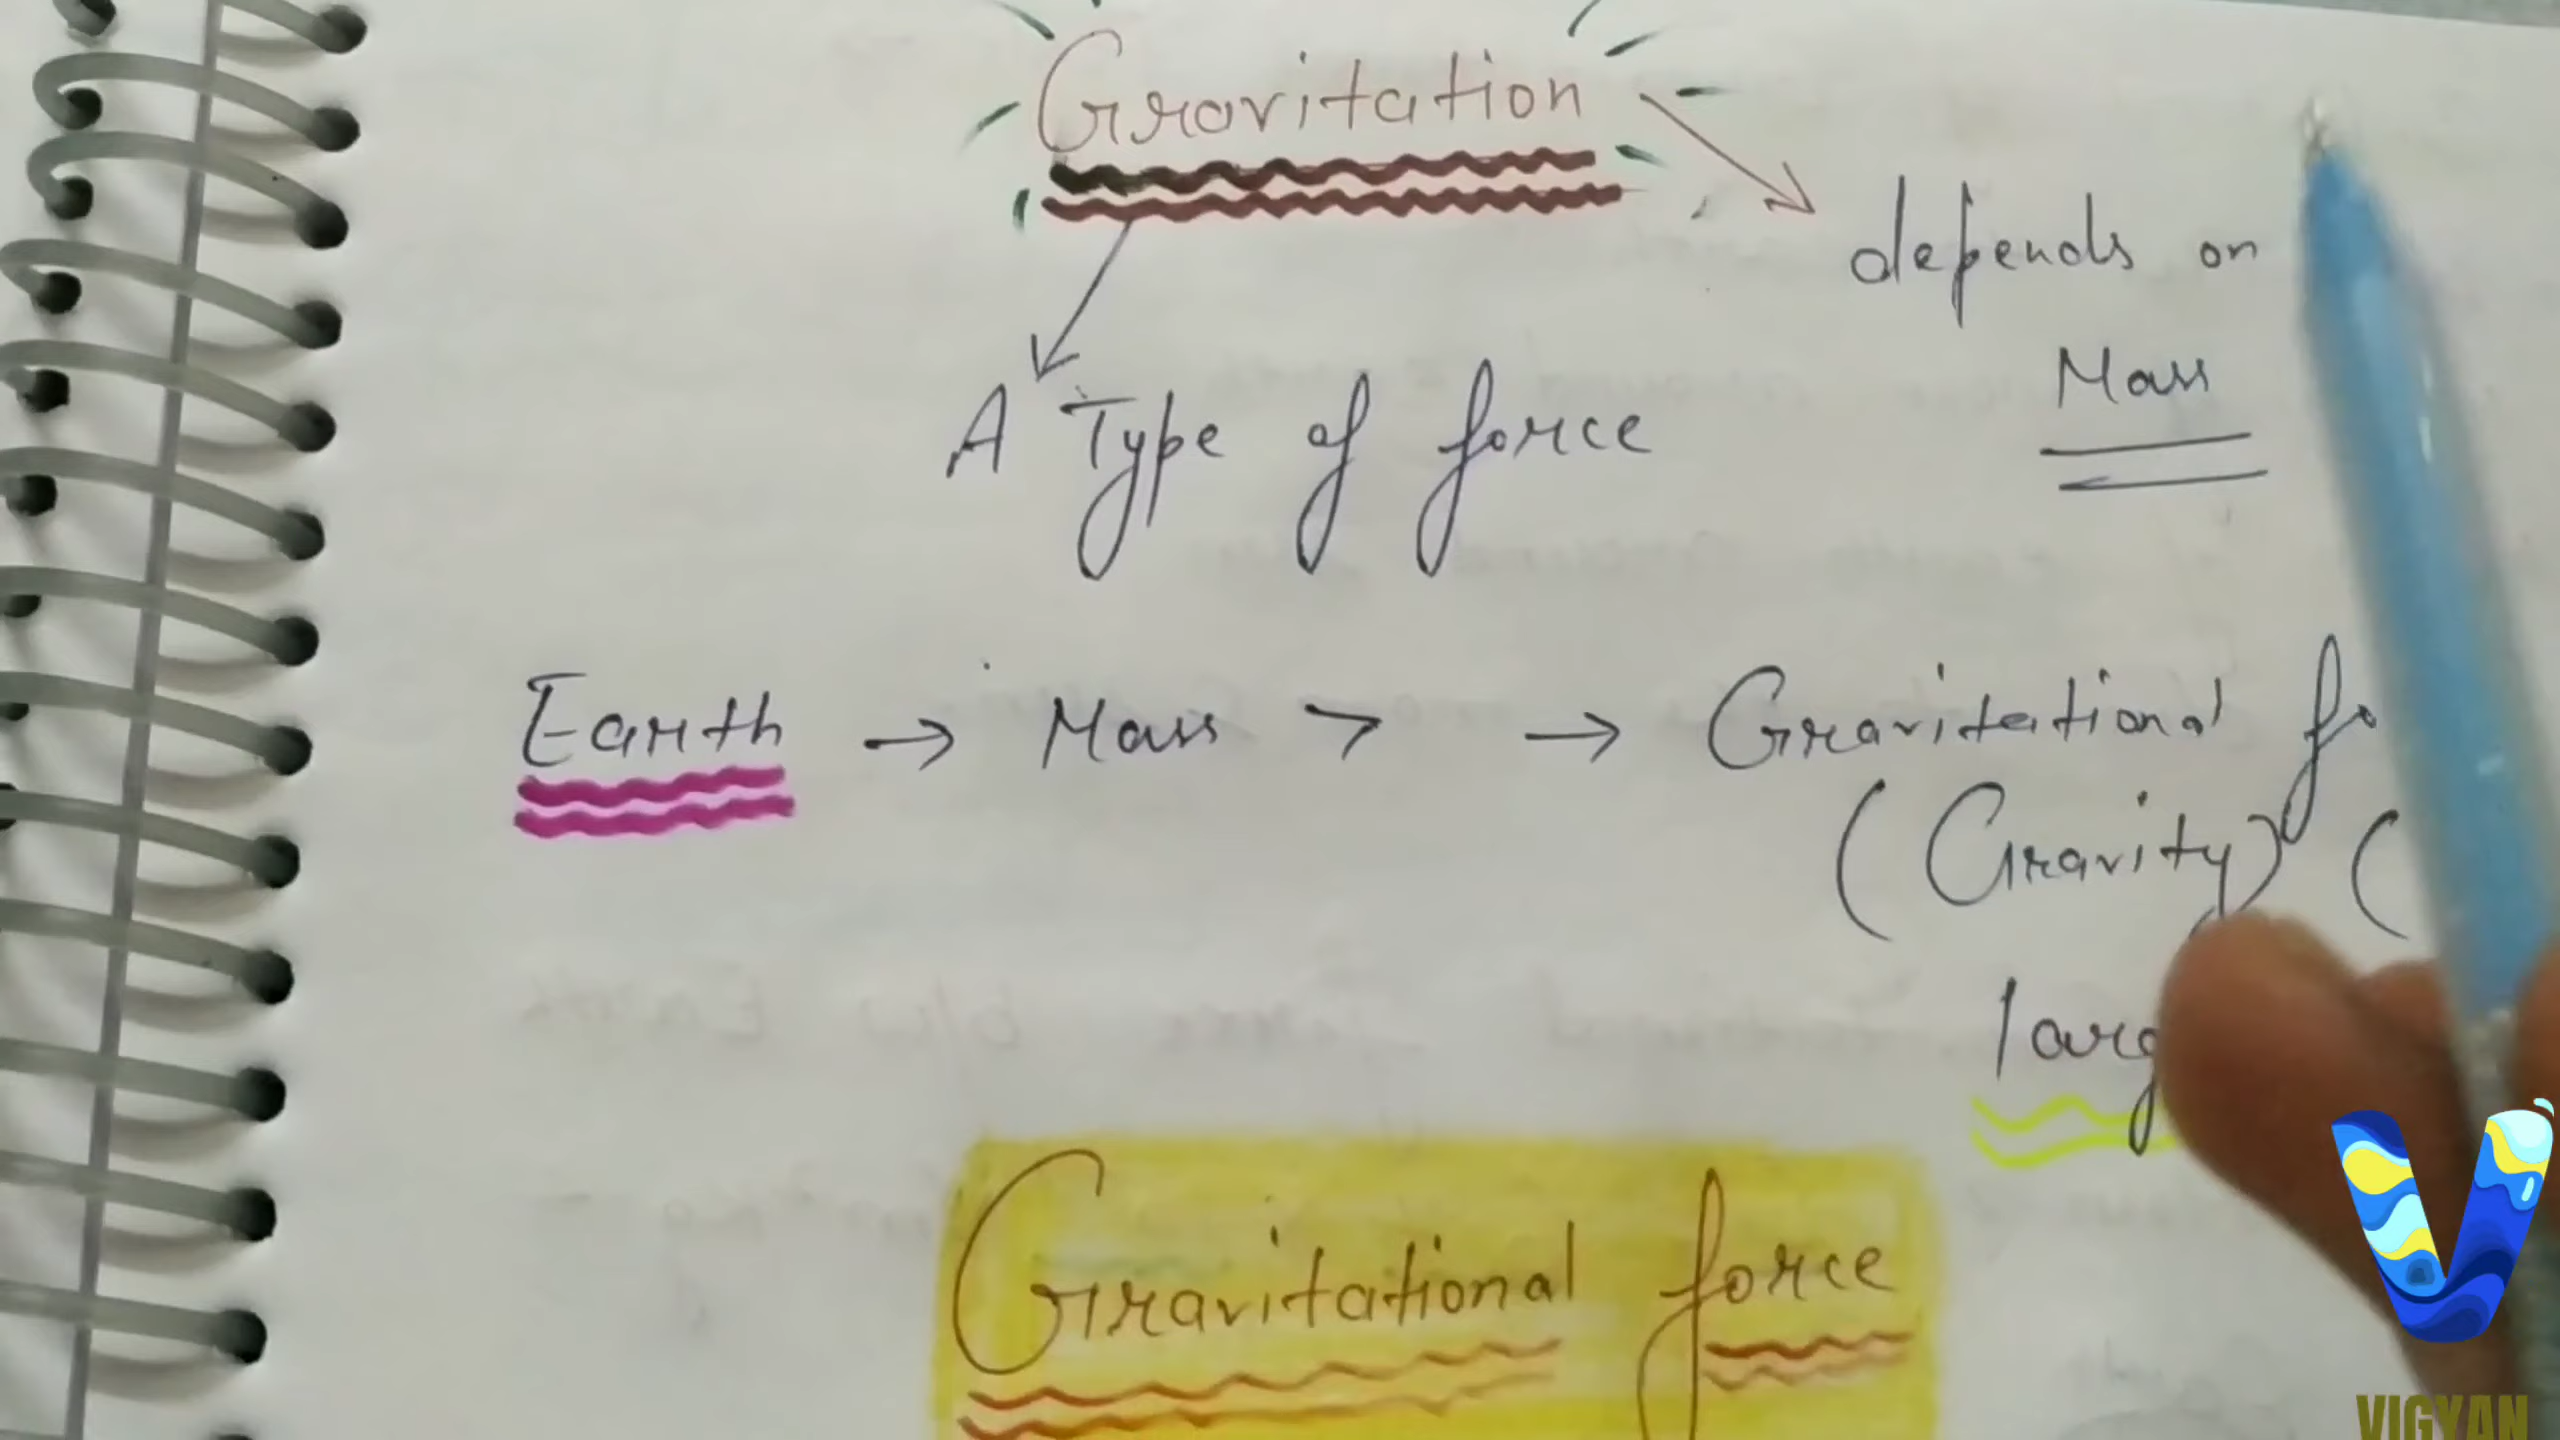 Gravitation
depends on
Mass
A Type of force
Earth → Mass > → Gravitational
(Gravity) (
Gravitational force
VIGYAN